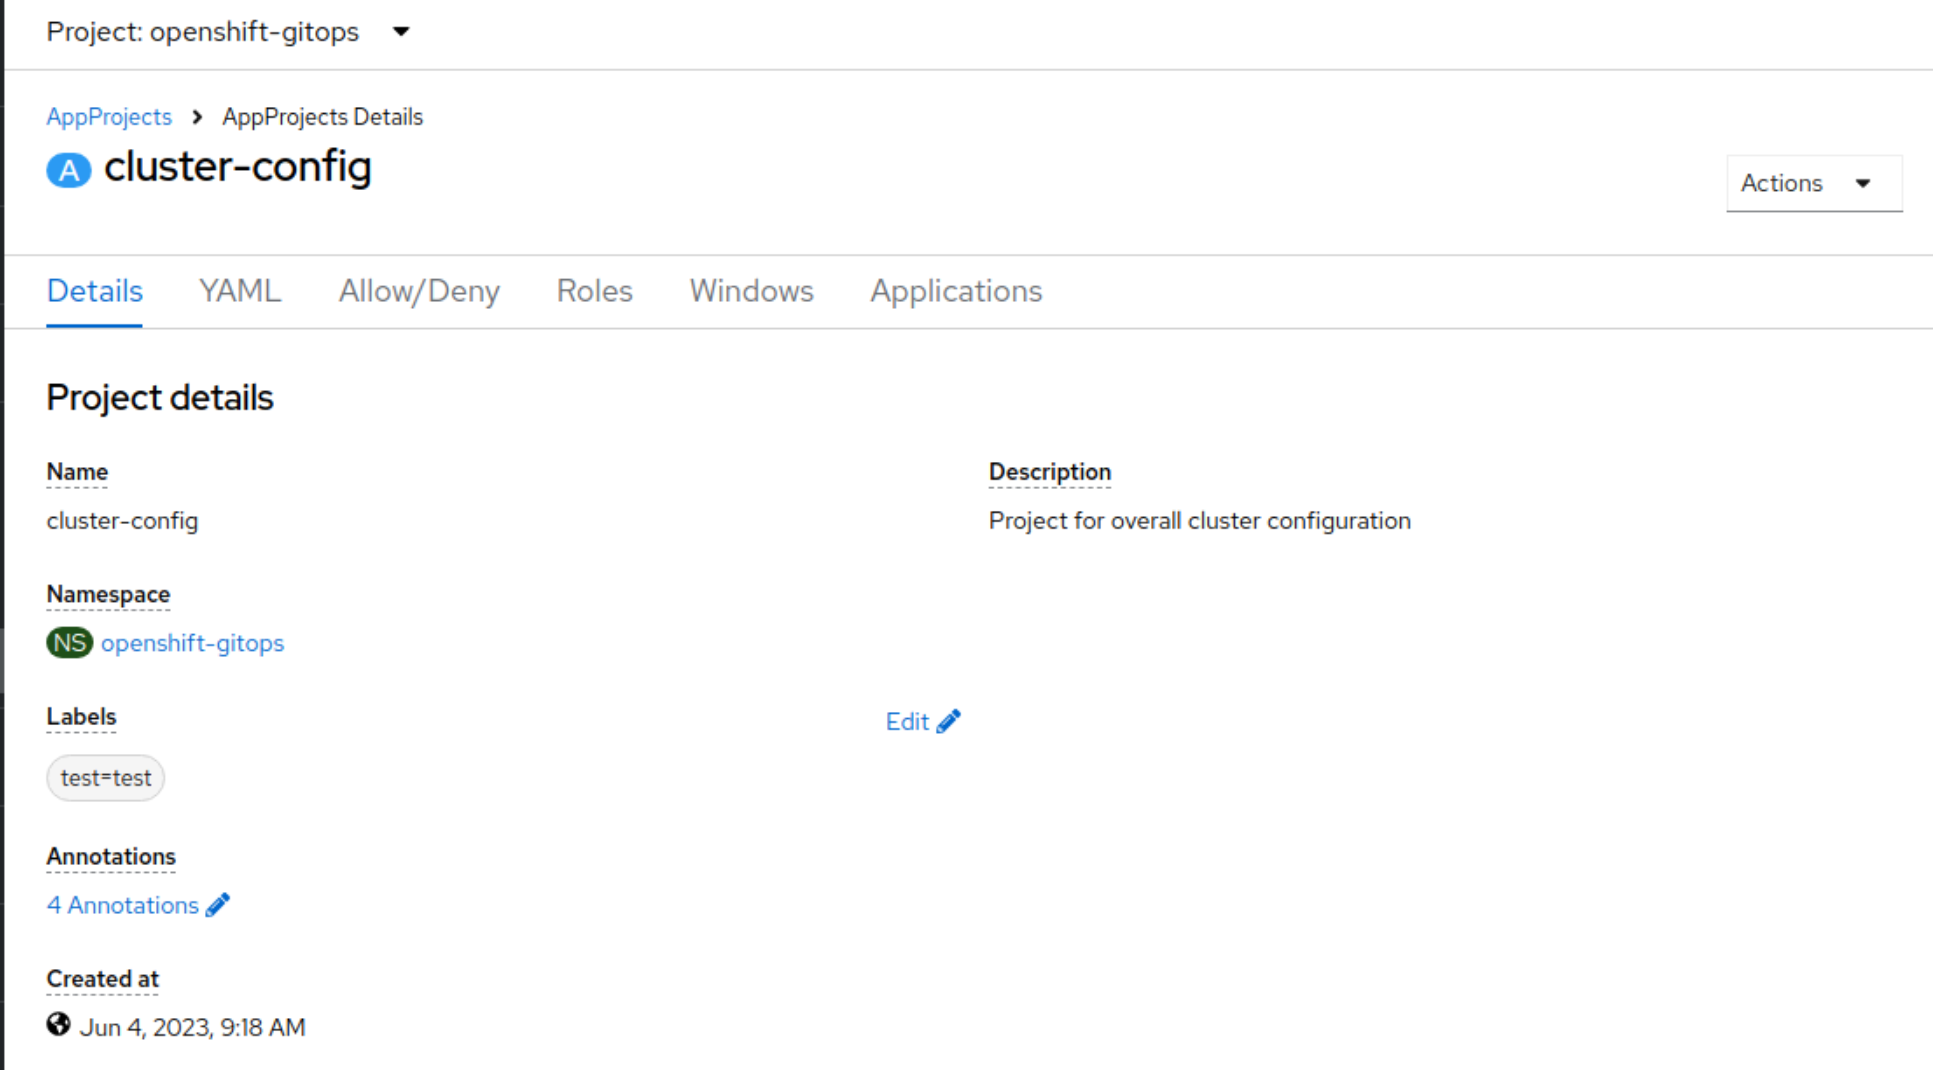 Project: openshift-gitops
AppProjects > AppProjects Details
A cluster-config
Actions
Details YAML Allow/Deny Roles Windows Applications
Project details
Name
Description
cluster-config
Project for overall cluster configuration
Namespace
NS openshift-gitops
Labels
Edit
test=test
Annotations
4 Annotations
Created at
Jun 4, 2023, 9:18 AM